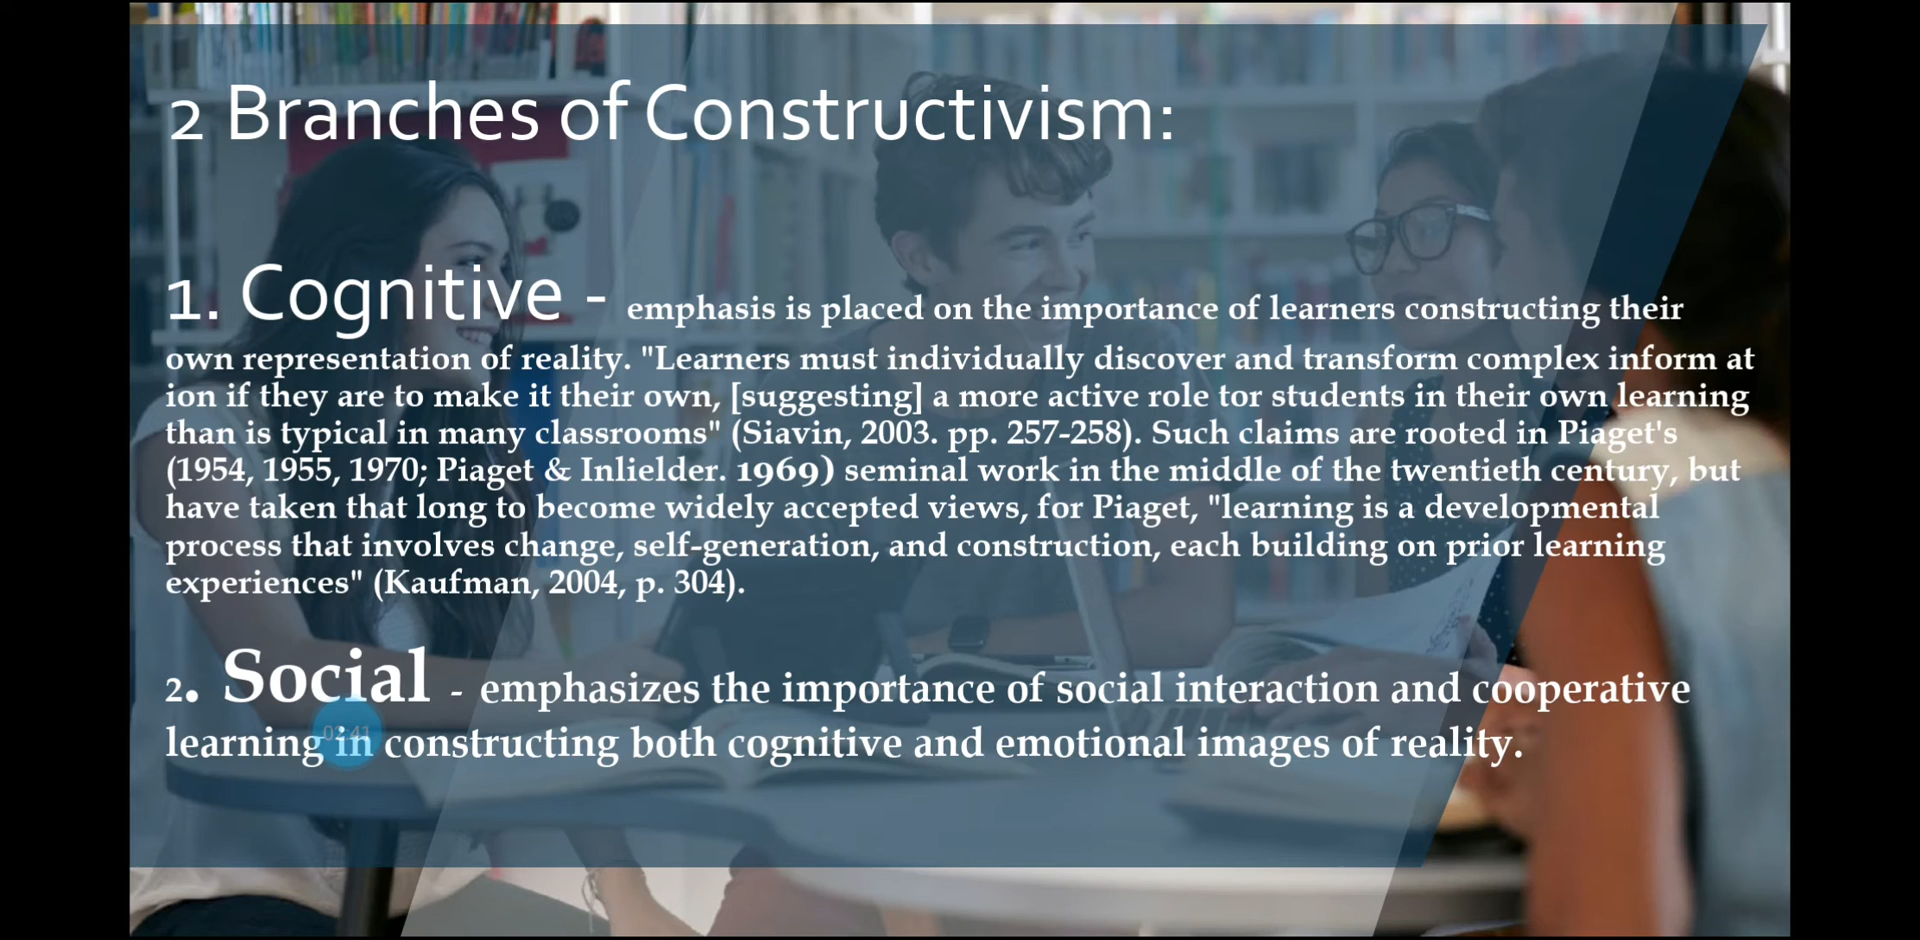 2 Branches of Constructivism:
1. Cognitive - emphasis is placed on the importance of learners constructing their
own representation of reality. "Learners must individually discover and transform complex inform at
ion if they are to make it their own, [suggesting] a more active role tor students in their own learning
than is typical in many classrooms" (Siavin, 2003. pp. 257-258). Such claims are rooted in Piaget's
(1954, 1955, 1970; Piaget & Inlielder. 1969) seminal work in the middle of the twentieth century, but
have taken that long to become widely accepted views, for Piaget, "learning is a developmental
process that involves change, self-generation, and construction, each building on prior learning
experiences" (Kaufman, 2004, p. 304).
2. Social - emphasizes the importance of social interaction and cooperative
learning in constructing both cognitive and emotional images of reality.